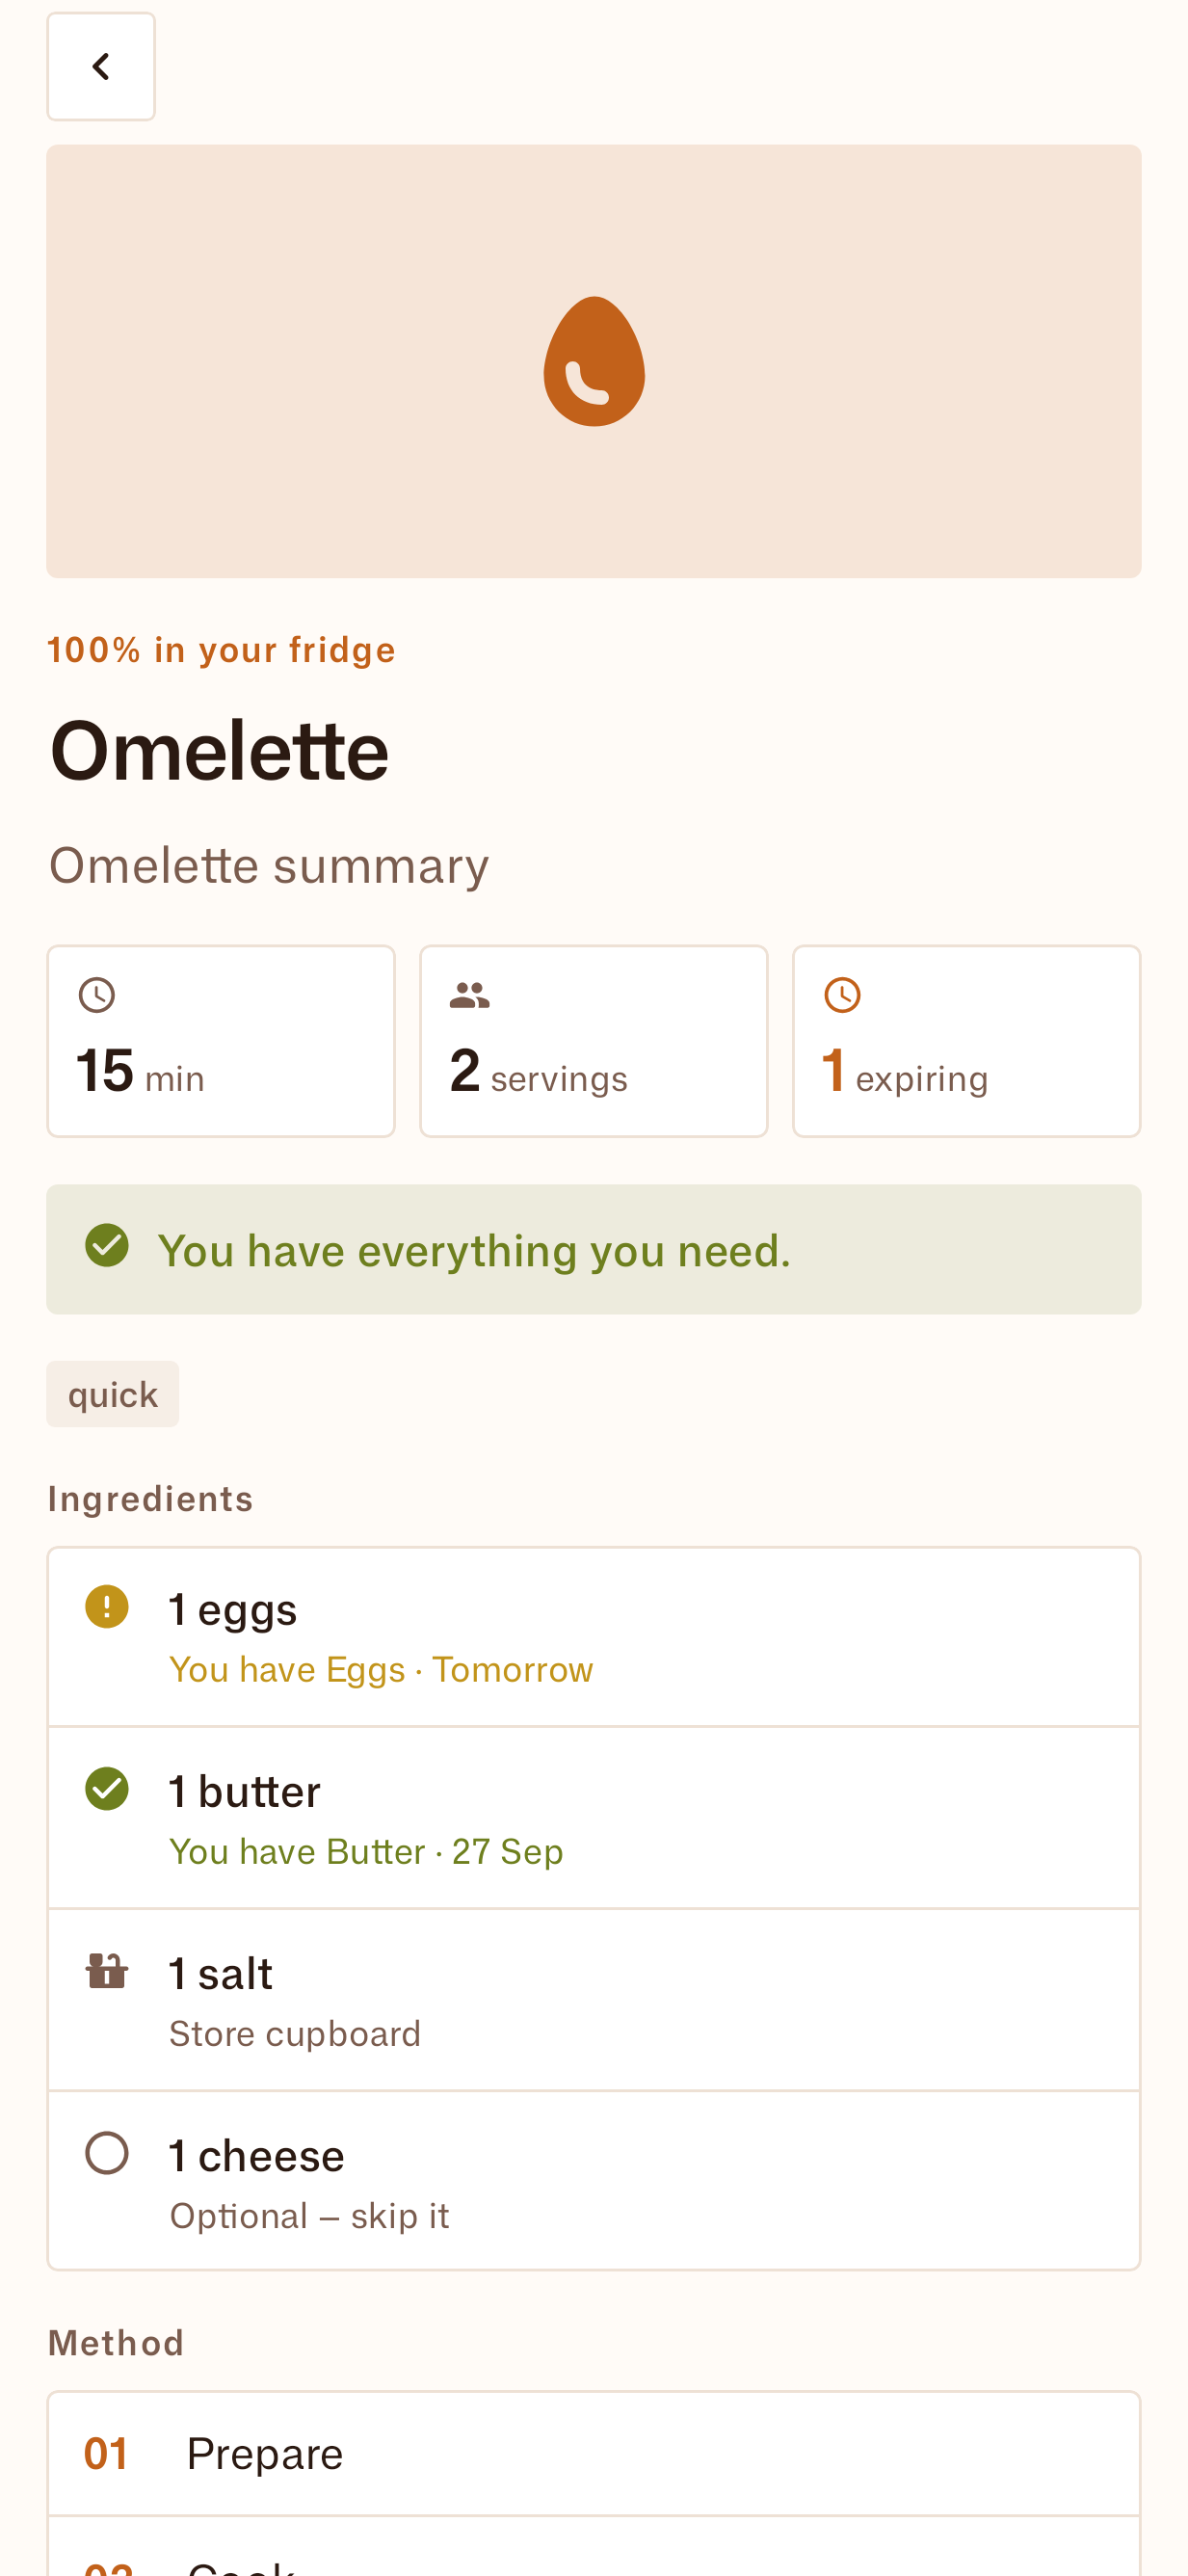 100% in your fridge
Omelette
Omelette summary
15 min
2 servings
1 expiring
You have everything you need.
quick
Ingredients
1 eggs
You have Eggs · Tomorrow
1 butter
You have Butter · 27 Sep
1 salt
Store cupboard
1 cheese
Optional – skip it
Method
01 Prepare
02 Cook